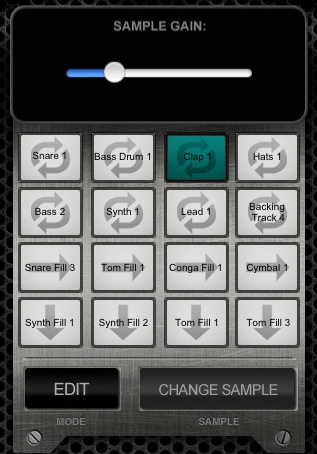 SAMPLE GAIN:
Snare 1 Bass Drum 1 Clap 1 Hats 1
Bass 2 Synth 1 Lead 1 Backing
Track 4
Snare Fill 3 Tom Fill 1 Conga Fill 1 Cymbal 1
Synth Fill 1 Synth Fill 2 Tom Fill 1 Tom Fill 3
EDIT CHANGE SAMPLE
MODE SAMPLE